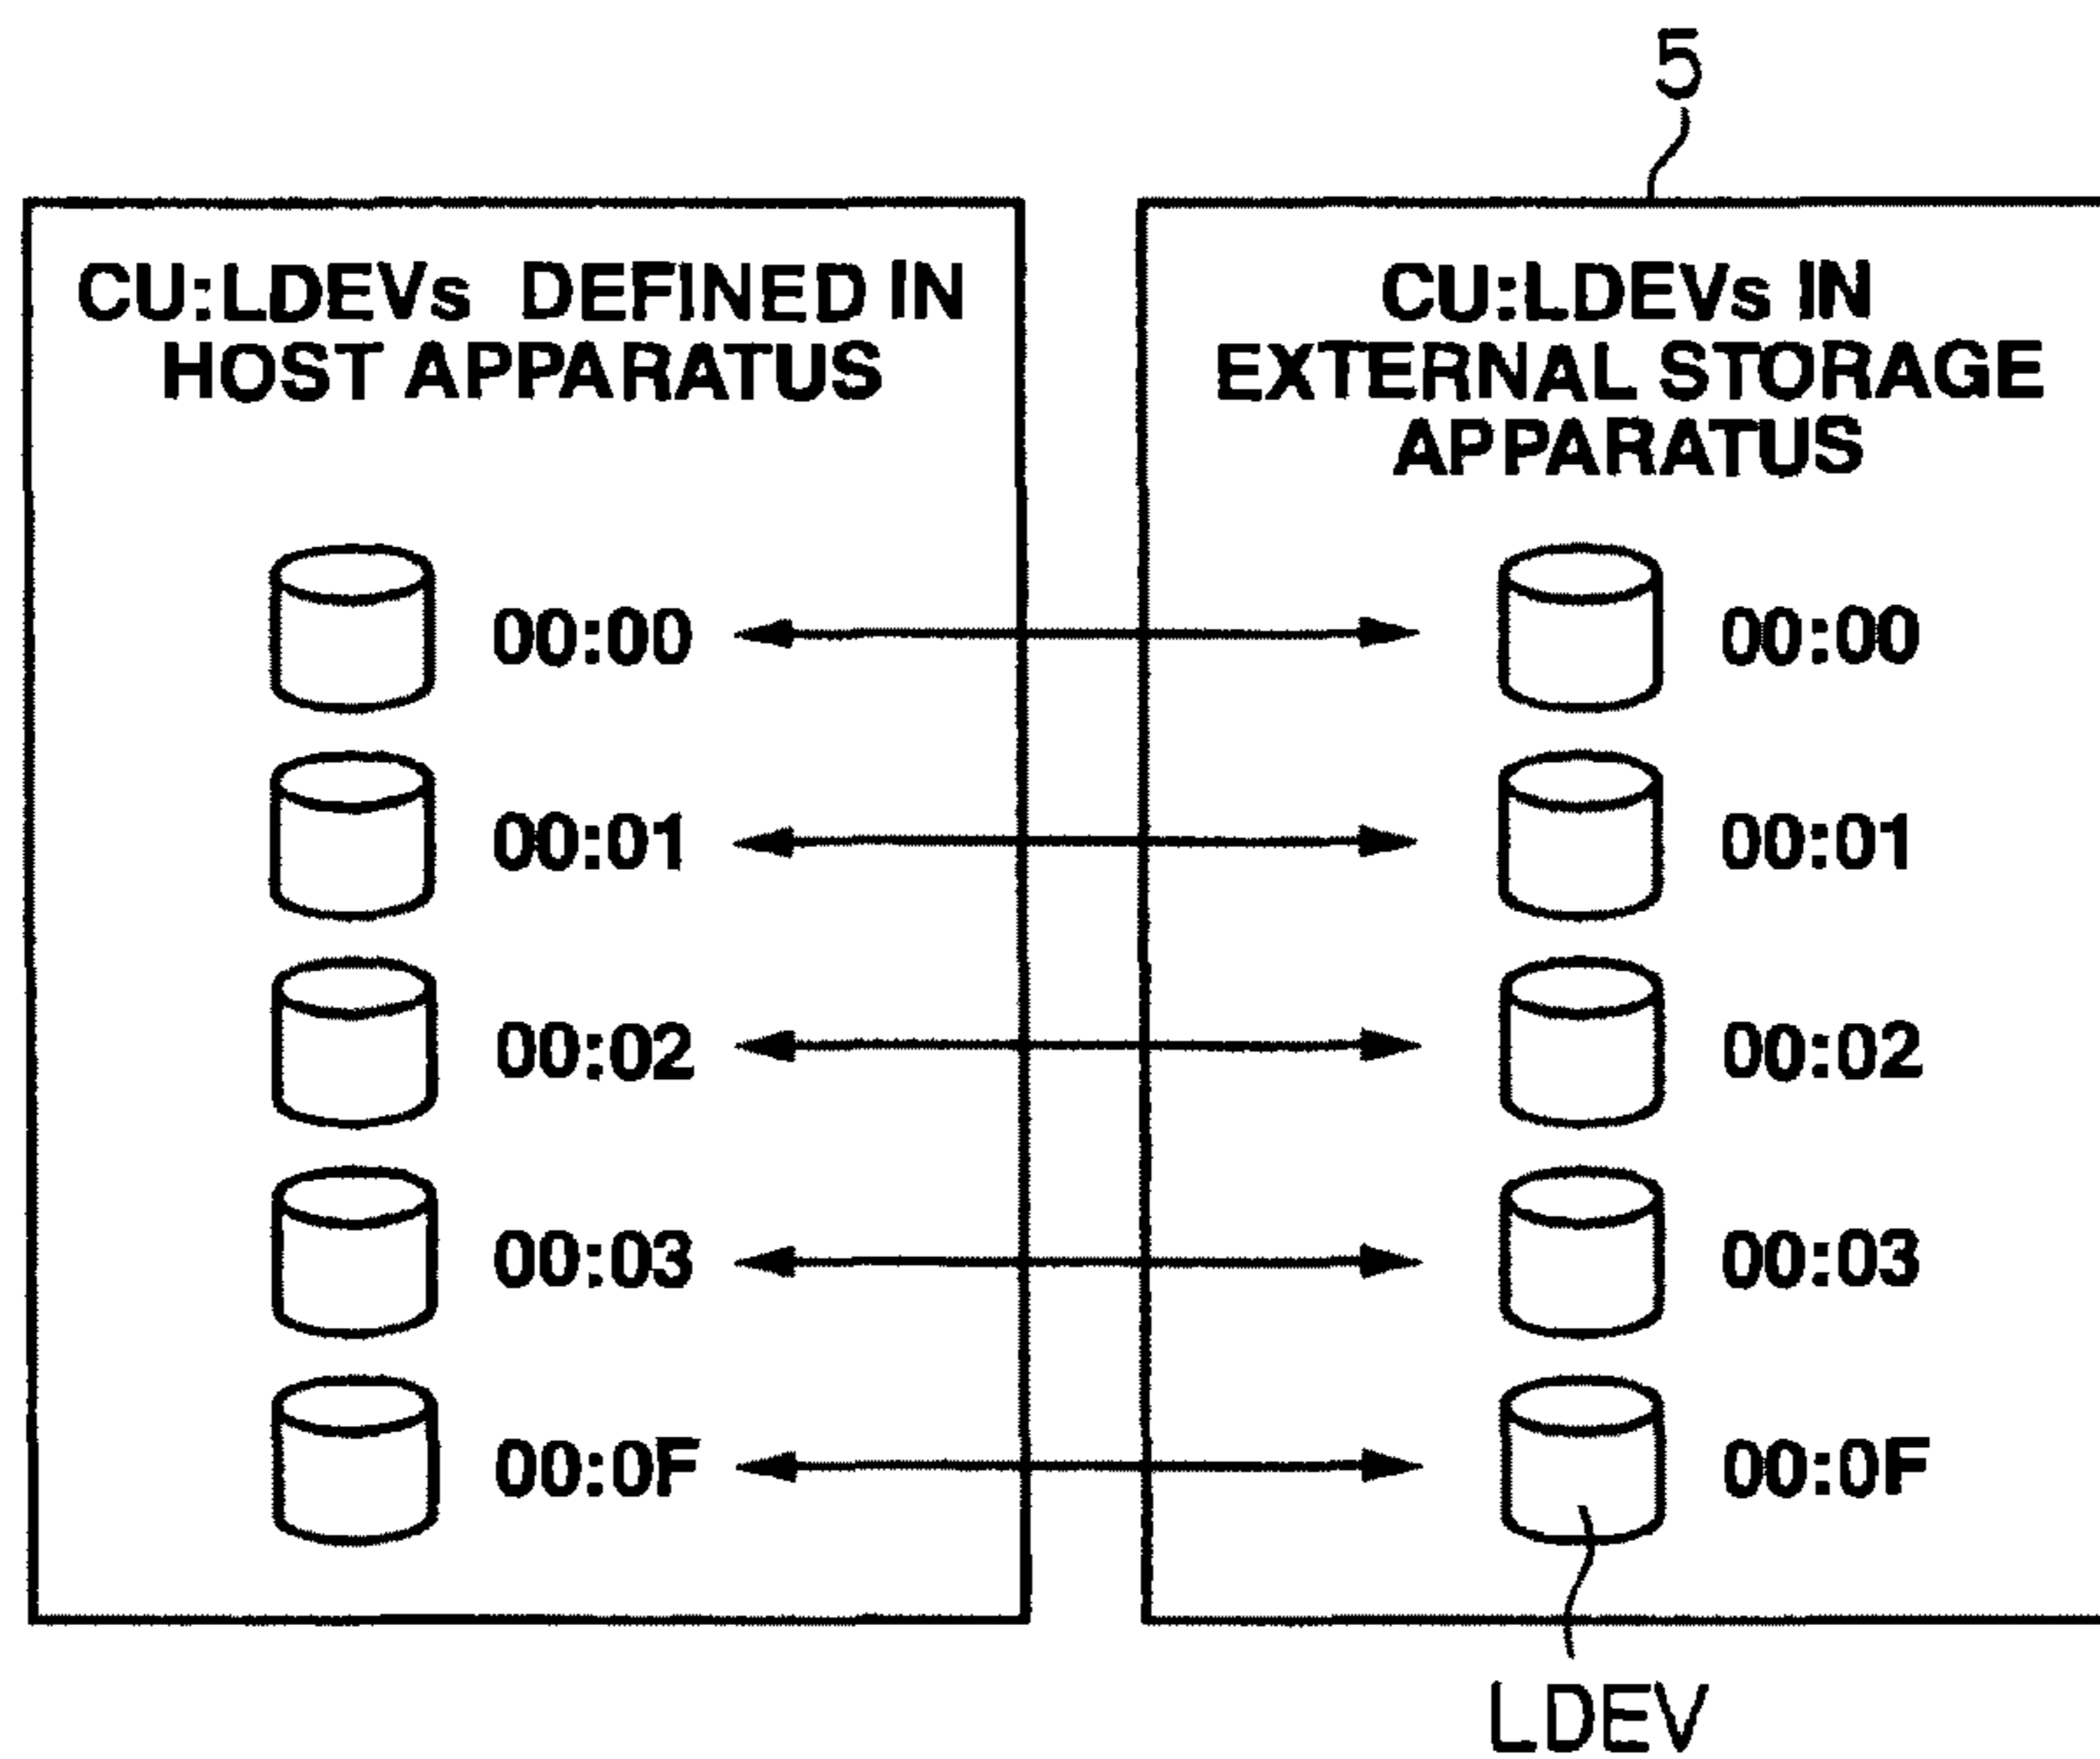 5
CU:LDEVs DEFINED IN
HOST APPARATUS
00:00
00:01
00:02
00:03
00:0F
CU:LDEVs IN
EXTERNAL STORAGE
APPARATUS
00:00
00:01
00:02
00:03
00:0F
LDEV